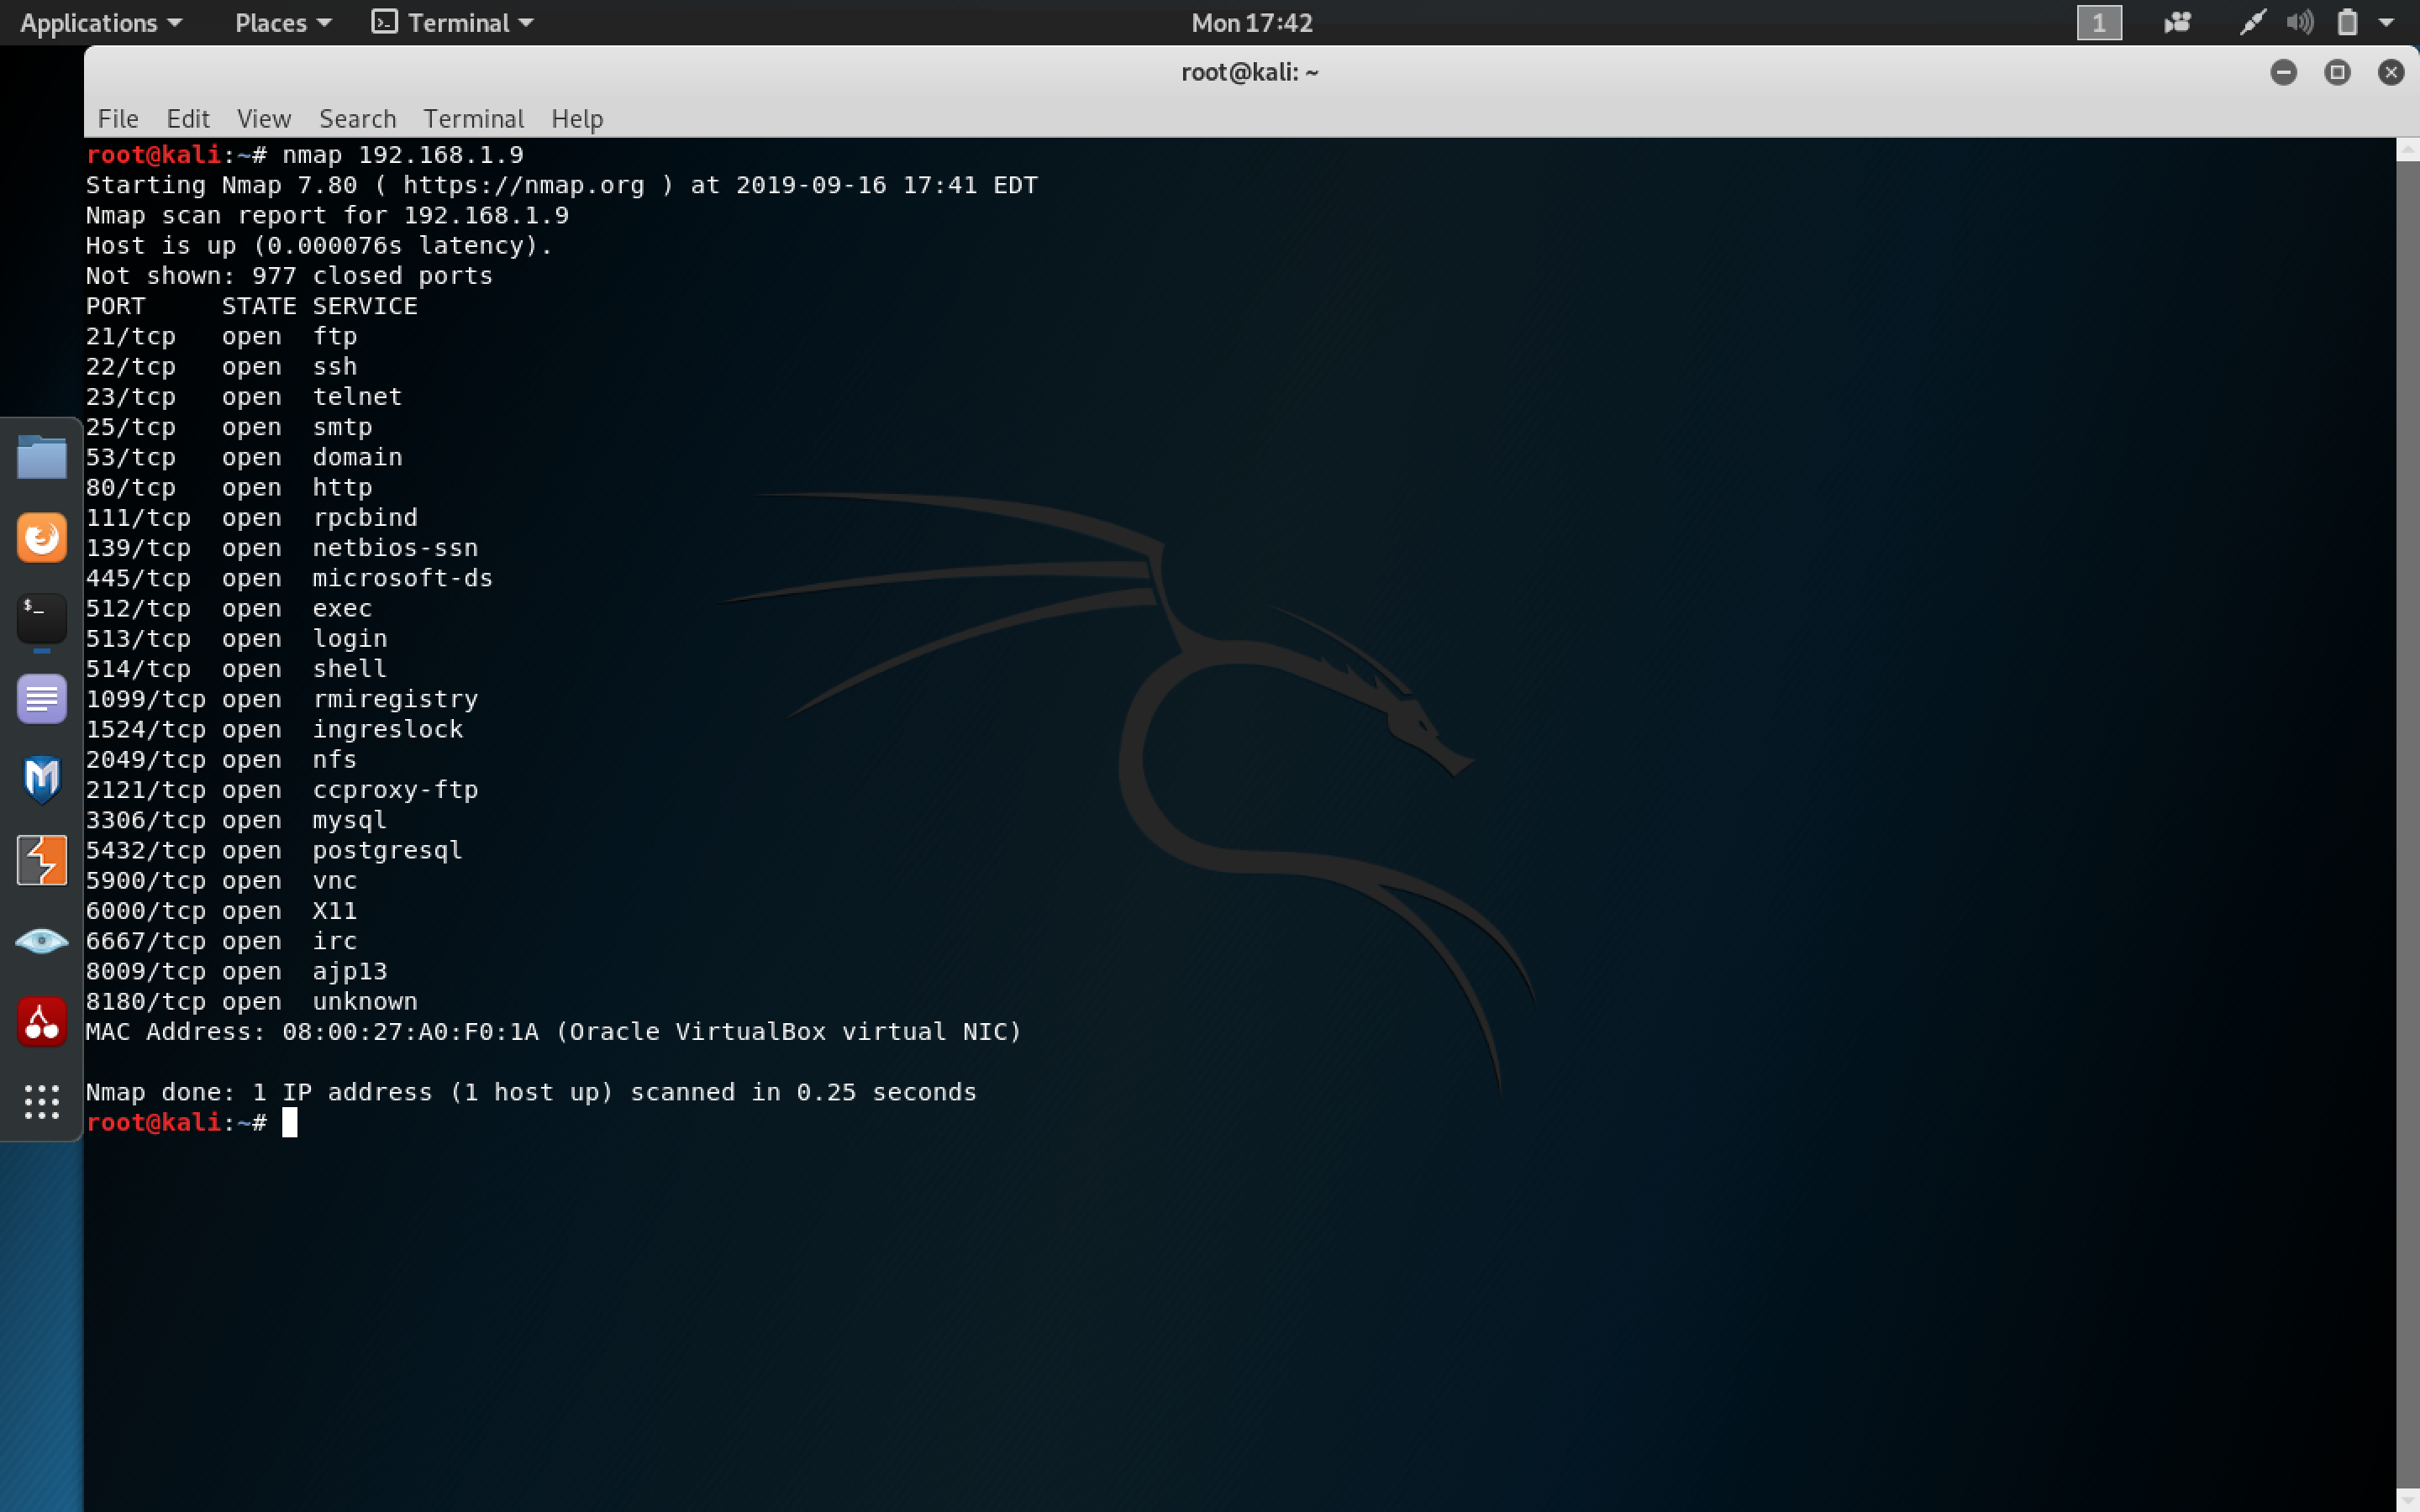 Applications Places Terminal Mon 17:42 1
root@kali: ~
File Edit View Search Terminal Help
root@kali:~# nmap 192.168.1.9
Starting Nmap 7.80 ( https://nmap.org ) at 2019-09-16 17:41 EDT
Nmap scan report for 192.168.1.9
Host is up (0.000076s latency).
Not shown: 977 closed ports
PORT     STATE SERVICE
21/tcp   open  ftp
22/tcp   open  ssh
23/tcp   open  telnet
25/tcp   open  smtp
53/tcp   open  domain
80/tcp   open  http
111/tcp  open  rpcbind
139/tcp  open  netbios-ssn
445/tcp  open  microsoft-ds
512/tcp  open  exec
513/tcp  open  login
514/tcp  open  shell
1099/tcp open  rmiregistry
1524/tcp open  ingreslock
2049/tcp open  nfs
2121/tcp open  ccproxy-ftp
3306/tcp open  mysql
5432/tcp open  postgresql
5900/tcp open  vnc
6000/tcp open  X11
6667/tcp open  irc
8009/tcp open  ajp13
8180/tcp open  unknown
MAC Address: 08:00:27:A0:F0:1A (Oracle VirtualBox virtual NIC)
Nmap done: 1 IP address (1 host up) scanned in 0.25 seconds
root@kali:~#